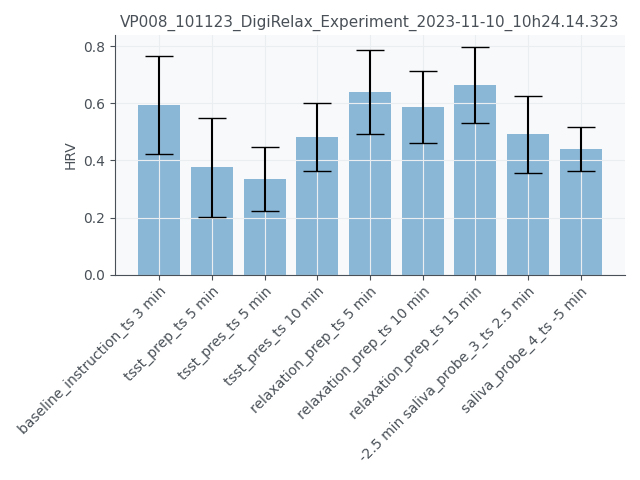 VP008_101123_DigiRelax_Experiment_2023-11-10_10h24.14.323
HRV
0.8
0.6
0.4
0.2
0.0
baseline_instruction_ts 3 min
tsst_prep_ts 5 min
tsst_pres_ts 5 min
tsst_pres_ts 10 min
relaxation_prep_ts 5 min
relaxation_prep_ts 10 min
relaxation_prep_ts 15 min
-2.5 min saliva_probe_3_ts 2.5 min
saliva_probe_4_ts -5 min